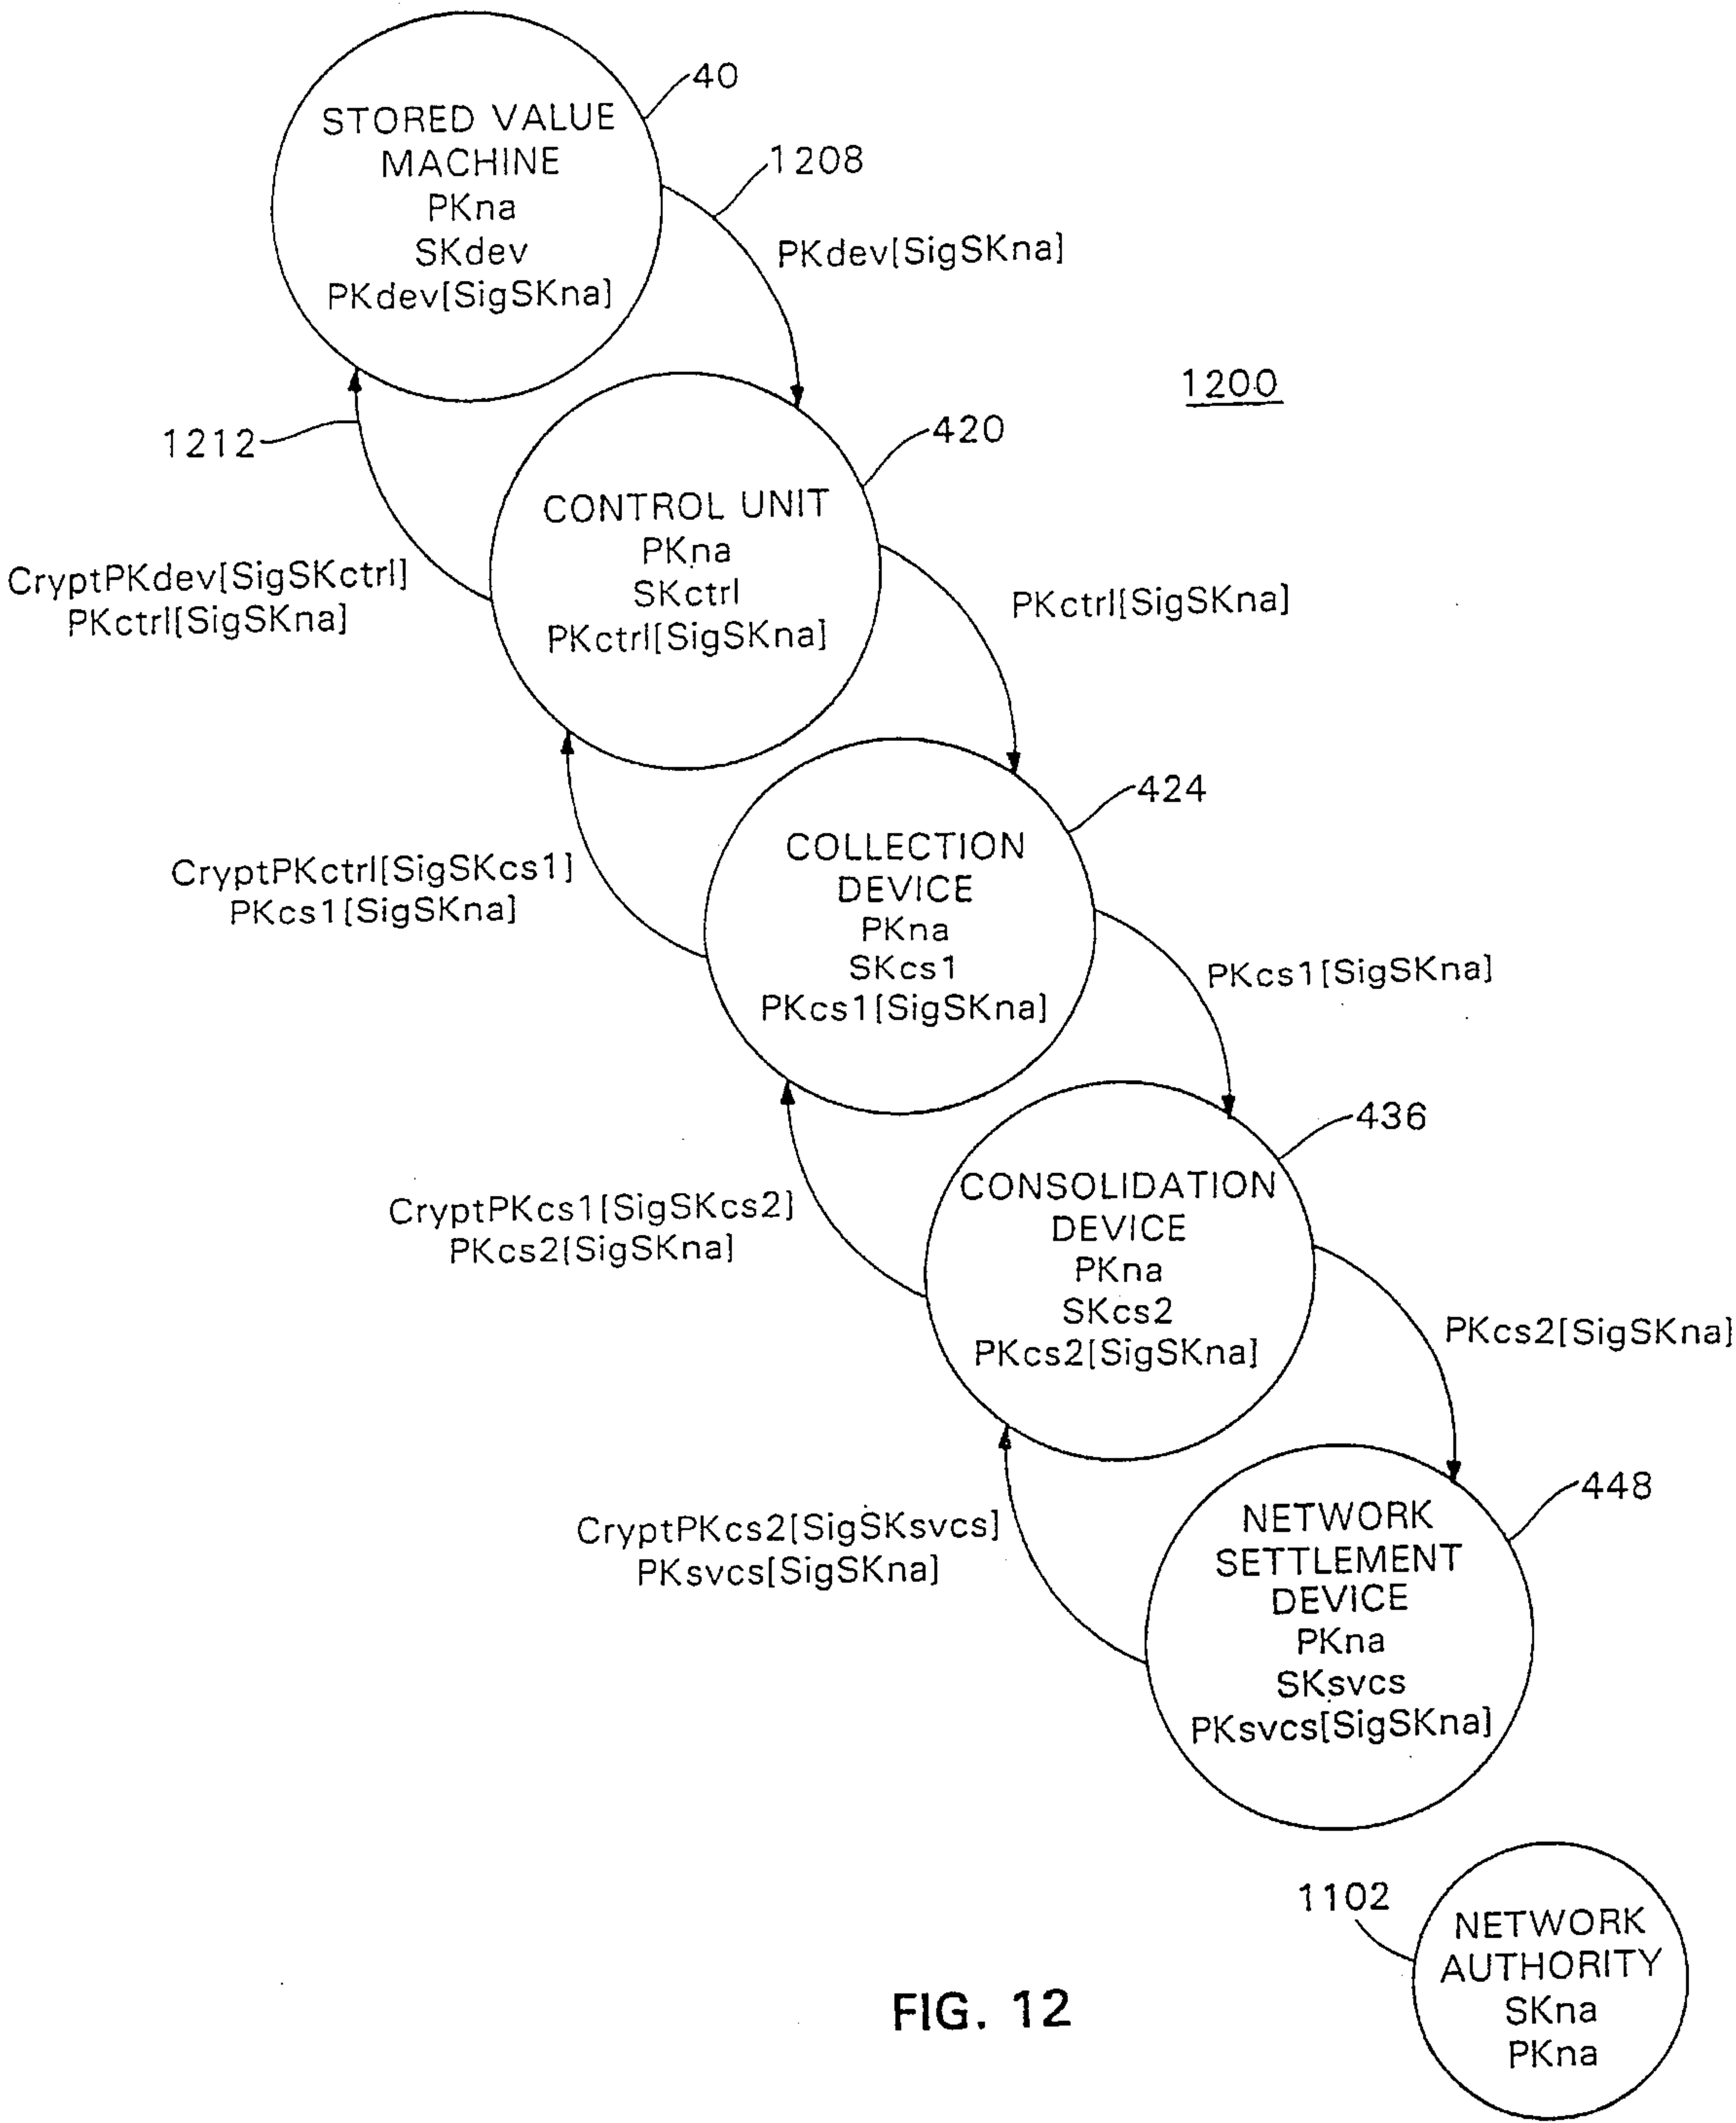 40
STORED VALUE
MACHINE
PKna
SKdev
PKdev[SigSKna]
1208
PKdev[SigSKna]
1200
1212
420
CONTROL UNIT
PKna
SKctrl
PKctrl[SigSKna]
CryptPKdev[SigSKctrl]
PKctrl[SigSKna]
PKctrl[SigSKna]
424
COLLECTION
DEVICE
PKna
SKcs1
PKcs1[SigSKna]
CryptPKctrl[SigSKcs1]
PKcs1[SigSKna]
PKcs1[SigSKna]
436
CONSOLIDATION
DEVICE
PKna
SKcs2
PKcs2[SigSKna]
CryptPKcs1[SigSKcs2]
PKcs2[SigSKna]
PKcs2[SigSKna]
448
NETWORK
SETTLEMENT
DEVICE
PKna
SKsvcs
PKsvcs[SigSKna]
CryptPKcs2[SigSKsvcs]
PKsvcs[SigSKna]
1102
NETWORK
AUTHORITY
SKna
PKna
FIG. 12